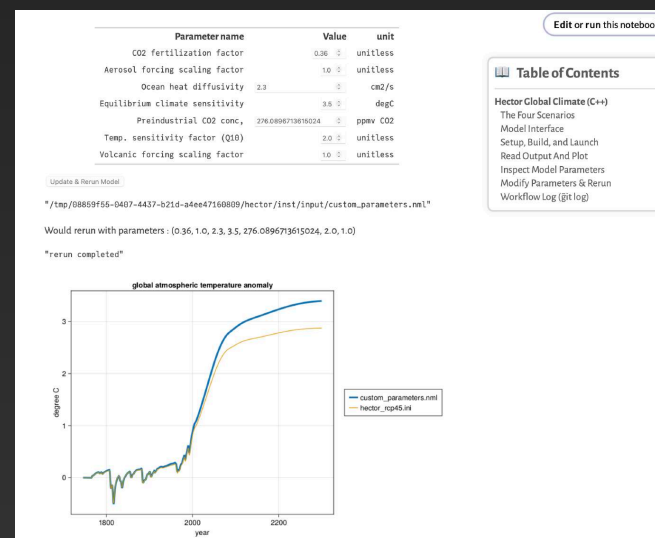 Parameter name Value unit
CO2 fertilization factor 0.36 unitless
Aerosol forcing scaling factor 1.0 unitless
Ocean heat diffusivity 2.3 cm2/s
Equilibrium climate sensitivity 3.5 degC
Preindustrial CO2 conc, 276.0896713615024 ppmv CO2
Temp. sensitivity factor (Q10) 2.0 unitless
Volcanic forcing scaling factor 1.0 unitless
Update & Rerun Model
"/tmp/08859f55-0407-4437-b21d-a4ee47160809/hector/inst/input/custom_parameters.nml"
Would rerun with parameters : (0.36, 1.0, 2.3, 3.5, 276.0896713615024, 2.0, 1.0)
"rerun completed"
global atmospheric temperature anomaly
degree C
3
2
1
0
1800 2000 2200
year
custom_parameters.nml
hector_rcp45.ini
Edit or run this noteboo
Table of Contents
Hector Global Climate (C++)
The Four Scenarios
Model Interface
Setup, Build, and Launch
Read Output And Plot
Inspect Model Parameters
Modify Parameters & Rerun
Workflow Log (git log)